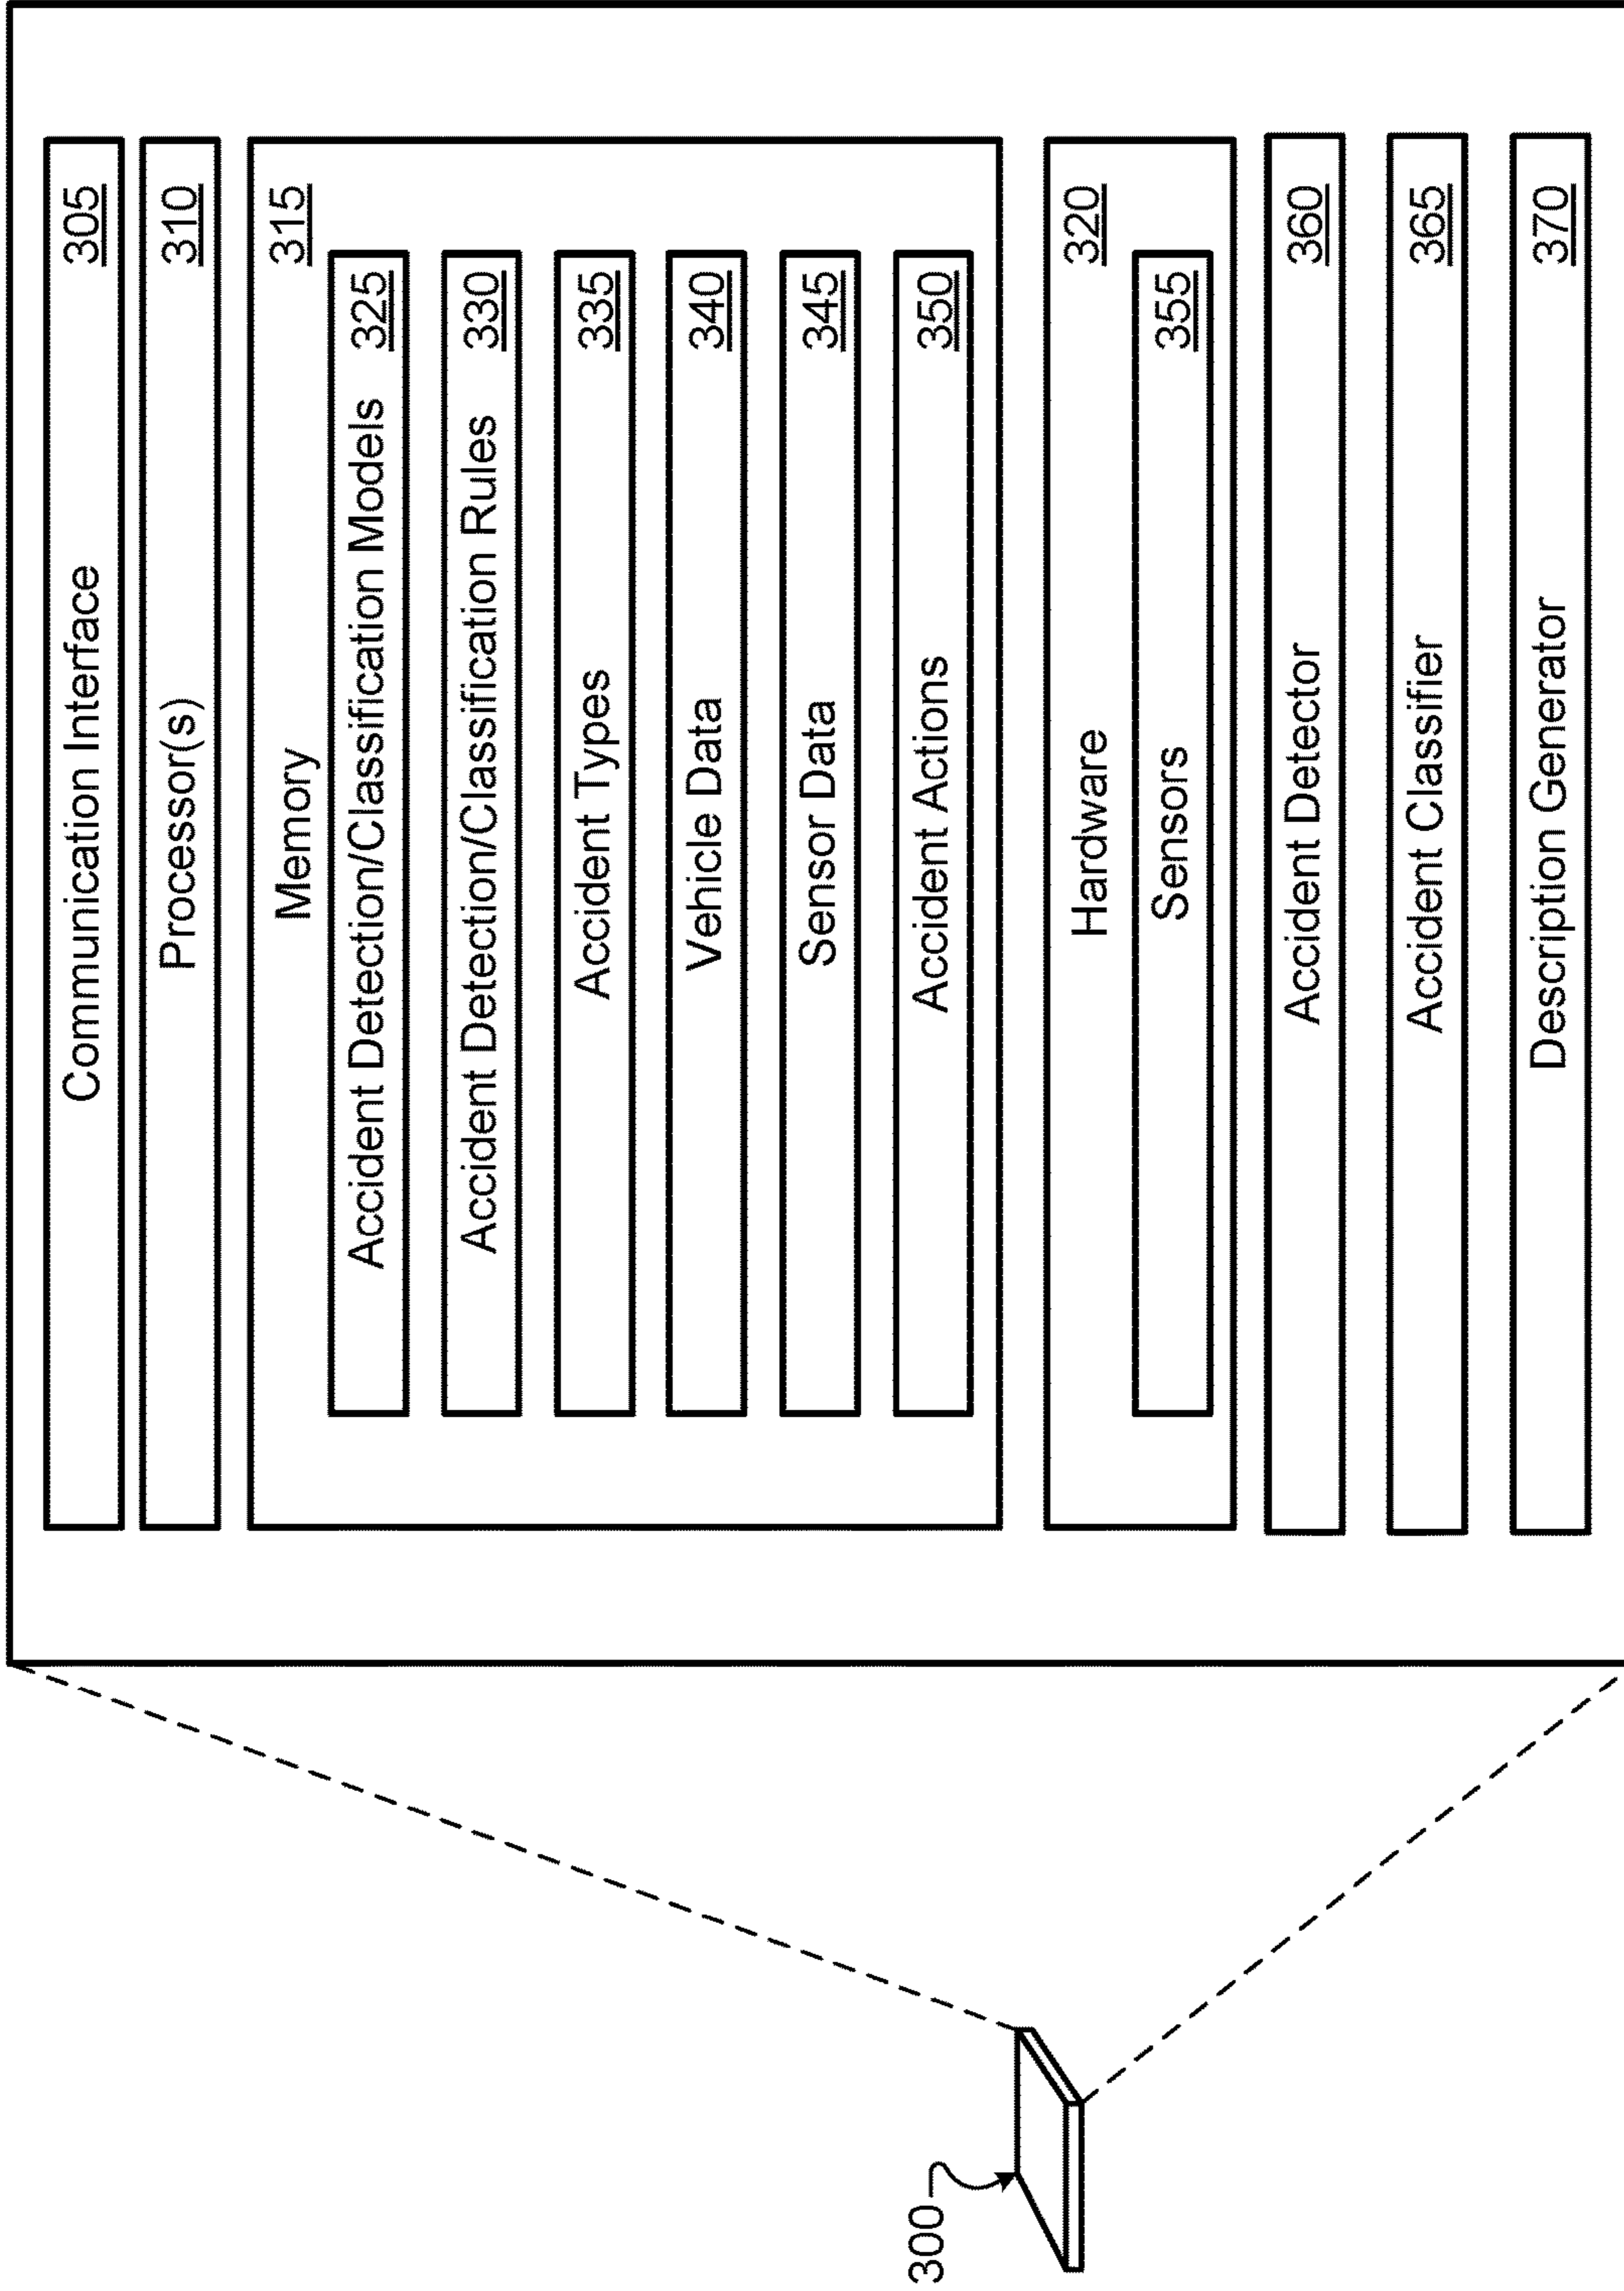 Communication Interface 305
Processor(s) 310
Memory 315
Accident Detection/Classification Models 325
Accident Detection/Classification Rules 330
Accident Types 335
Vehicle Data 340
Sensor Data 345
Accident Actions 350
Hardware 320
Sensors 355
Accident Detector 360
Accident Classifier 365
Description Generator 370
300